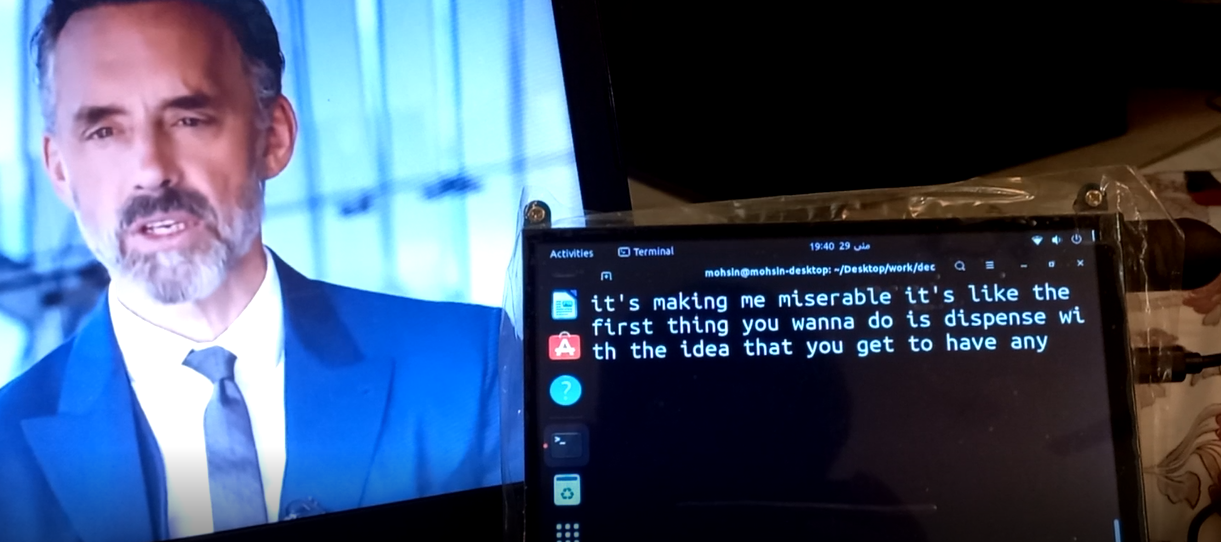 Activities Terminal 19:40 29 مئی
mohsin@mohsin-desktop: ~/Desktop/work/dec
it's making me miserable it's like the
first thing you wanna do is dispense wi
th the idea that you get to have any